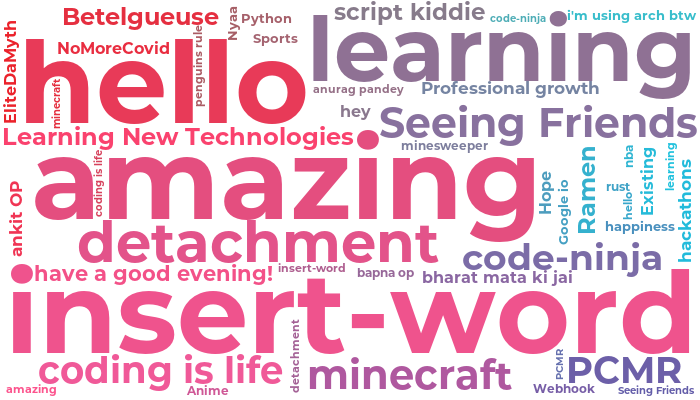 Betelgueuse
Nyaa
Python
script kiddie
code-ninja
i'm using arch btw
EliteDaMyth
NoMoreCovid
penguins rule
Sports
hello
learning
minecraft
anurag pandey
Professional growth
hey
Seeing Friends
Learning New Technologies
minesweeper
amazing
coding is life
Hope
Google io
Ramen
nba
rust
hello
Existing
learning
hackathons
ankit OP
happiness
detachment
code-ninja
have a good evening!
insert-word
bapna op
bharat mata ki jai
insert-word
detachment
coding is life
minecraft
PCMR
PCMR
amazing
Anime
Webhook
Seeing Friends